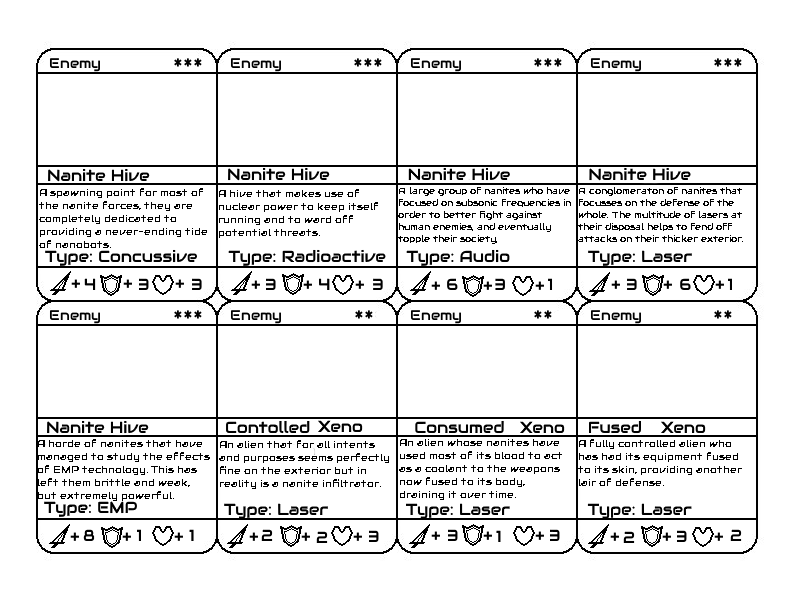 Enemy ***
Nanite Hive
A spawning point for most of
the nanite forces, they are
completely dedicated to
providing a never-ending tide
of nanobots.
Type: Concussive
+4 +3 +3
Enemy ***
Nanite Hive
A hive that makes use of
nuclear power to keep itself
running and to ward off
potential threats.
Type: Radioactive
+3 +4 +3
Enemy ***
Nanite Hive
A large group of nanites who have
focused on subsonic frequencies in
order to better fight against
human enemies, and eventually
topple their society.
Type: Audio
+6 +3 +1
Enemy ***
Nanite Hive
A conglomeraton of nanites that
focusses on the defense of the
whole. The multitude of lasers at
their disposal helps to fend off
attacks on their thicker exterior.
Type: Laser
+3 +6 +1
Enemy ***
Nanite Hive
A horde of nanites that have
managed to study the effects
of EMP technology. This has
left them brittle and weak,
but extremely powerful.
Type: EMP
+8 +1 +1
Enemy **
Contolled Xeno
An alien that for all intents
and purposes seems perfectly
fine on the exterior but in
reality is a nanite infiltrator.
Type: Laser
+2 +2 +3
Enemy **
Consumed Xeno
An alien whose nanites have
used most of its blood to act
as a coolant to the weapons
now fused to its body,
draining it over time.
Type: Laser
+3 +1 +3
Enemy **
Fused Xeno
A fully controlled alien who
has had its equipment fused
to its skin, providing another
lair of defense.
Type: Laser
+2 +3 +2